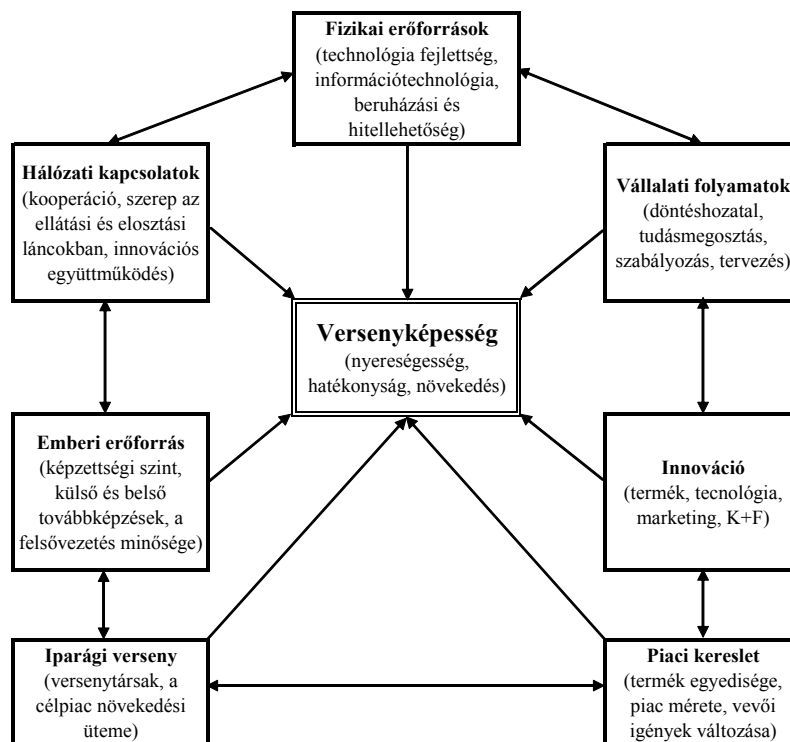 Fizikai erőforrások
(technológia fejlettség,
információtechnológia,
beruházási és
hitellehetőség)
Hálózati kapcsolatok
(kooperáció, szerep az
ellátási és elosztási
láncokban, innovációs
együttműködés)
Vállalati folyamatok
(döntéshozatal,
tudásmegosztás,
szabályozás, tervezés)
Versenyképesség
(nyereségesség,
hatékonyság, növekedés)
Emberi erőforrás
(képzettségi szint,
külső és belső
továbbképzések, a
felsővezetés minősége)
Innováció
(termék, tecnológia,
marketing, K+F)
Iparági verseny
(versenytársak, a
célpiac növekedési
üteme)
Piaci kereslet
(termék egyedisége,
piac mérete, vevői
igények változása)